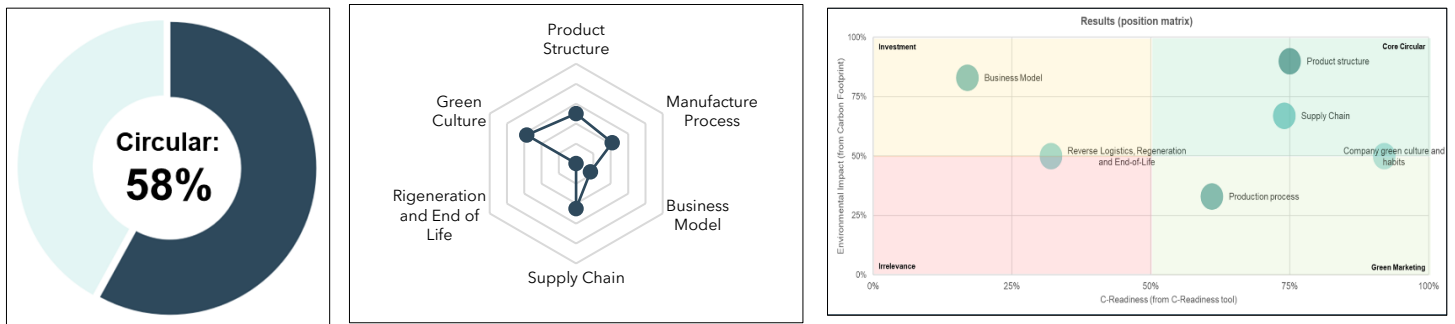 Circular:
58%
Product
Structure
Green
Culture
Manufacture
Process
Rigeneration
and End of
Life
Business
Model
Supply Chain
Results (position matrix)
Environmental Impact (from Carbon Footprint)
100%
75%
50%
25%
0%
Investment
Core Circular
Product structure
Business Model
Supply Chain
Reverse Logistics, Regeneration
and End-of-Life
Company green culture and
habits
Production process
Irrelevance
Green Marketing
0%
25%
50%
75%
100%
C-Readiness (from C-Readiness tool)